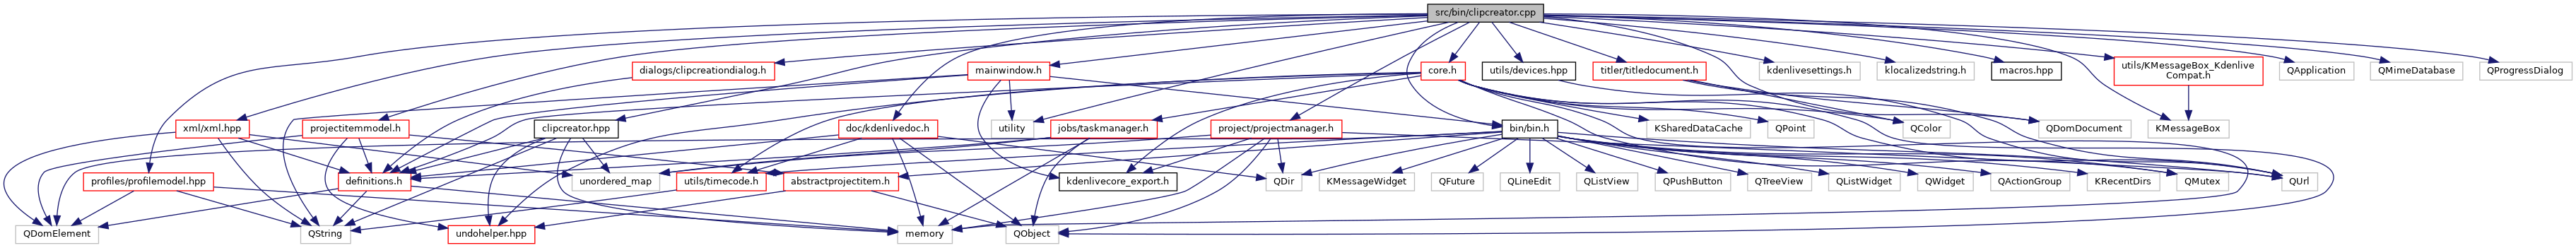 src/bin/clipcreator.cpp
dialogs/clipcreationdialog.h
mainwindow.h
core.h
utils/devices.hpp
titler/titledocument.h
kdenlivesettings.h
klocalizedstring.h
macros.hpp
utils/KMessageBox_Kdenlive
Compat.h
QApplication
QMimeDatabase
QProgressDialog
xml/xml.hpp
projectitemmodel.h
clipcreator.hpp
doc/kdenlivedoc.h
utility
jobs/taskmanager.h
project/projectmanager.h
bin/bin.h
KSharedDataCache
QPoint
QColor
QDomDocument
KMessageBox
profiles/profilemodel.hpp
definitions.h
unordered_map
utils/timecode.h
abstractprojectitem.h
kdenlivecore_export.h
QDir
KMessageWidget
QFuture
QLineEdit
QListView
QPushButton
QTreeView
QListWidget
QWidget
QActionGroup
KRecentDirs
QMutex
QUrl
QDomElement
QString
undohelper.hpp
memory
QObject